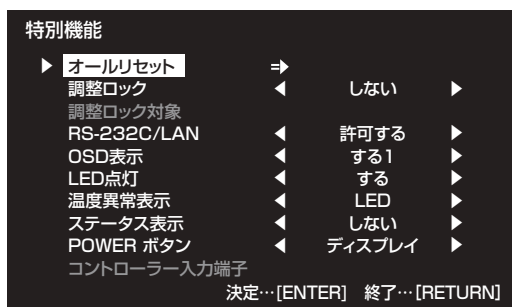 特別機能
オールリセット
調整ロック しない
調整ロック対象
RS-232C/LAN 許可する
OSD表示 する1
LED点灯 する
温度異常表示 LED
ステータス表示 しない
POWER ボタン ディスプレイ
コントローラー入力端子
決定…[ENTER] 終了…[RETURN]